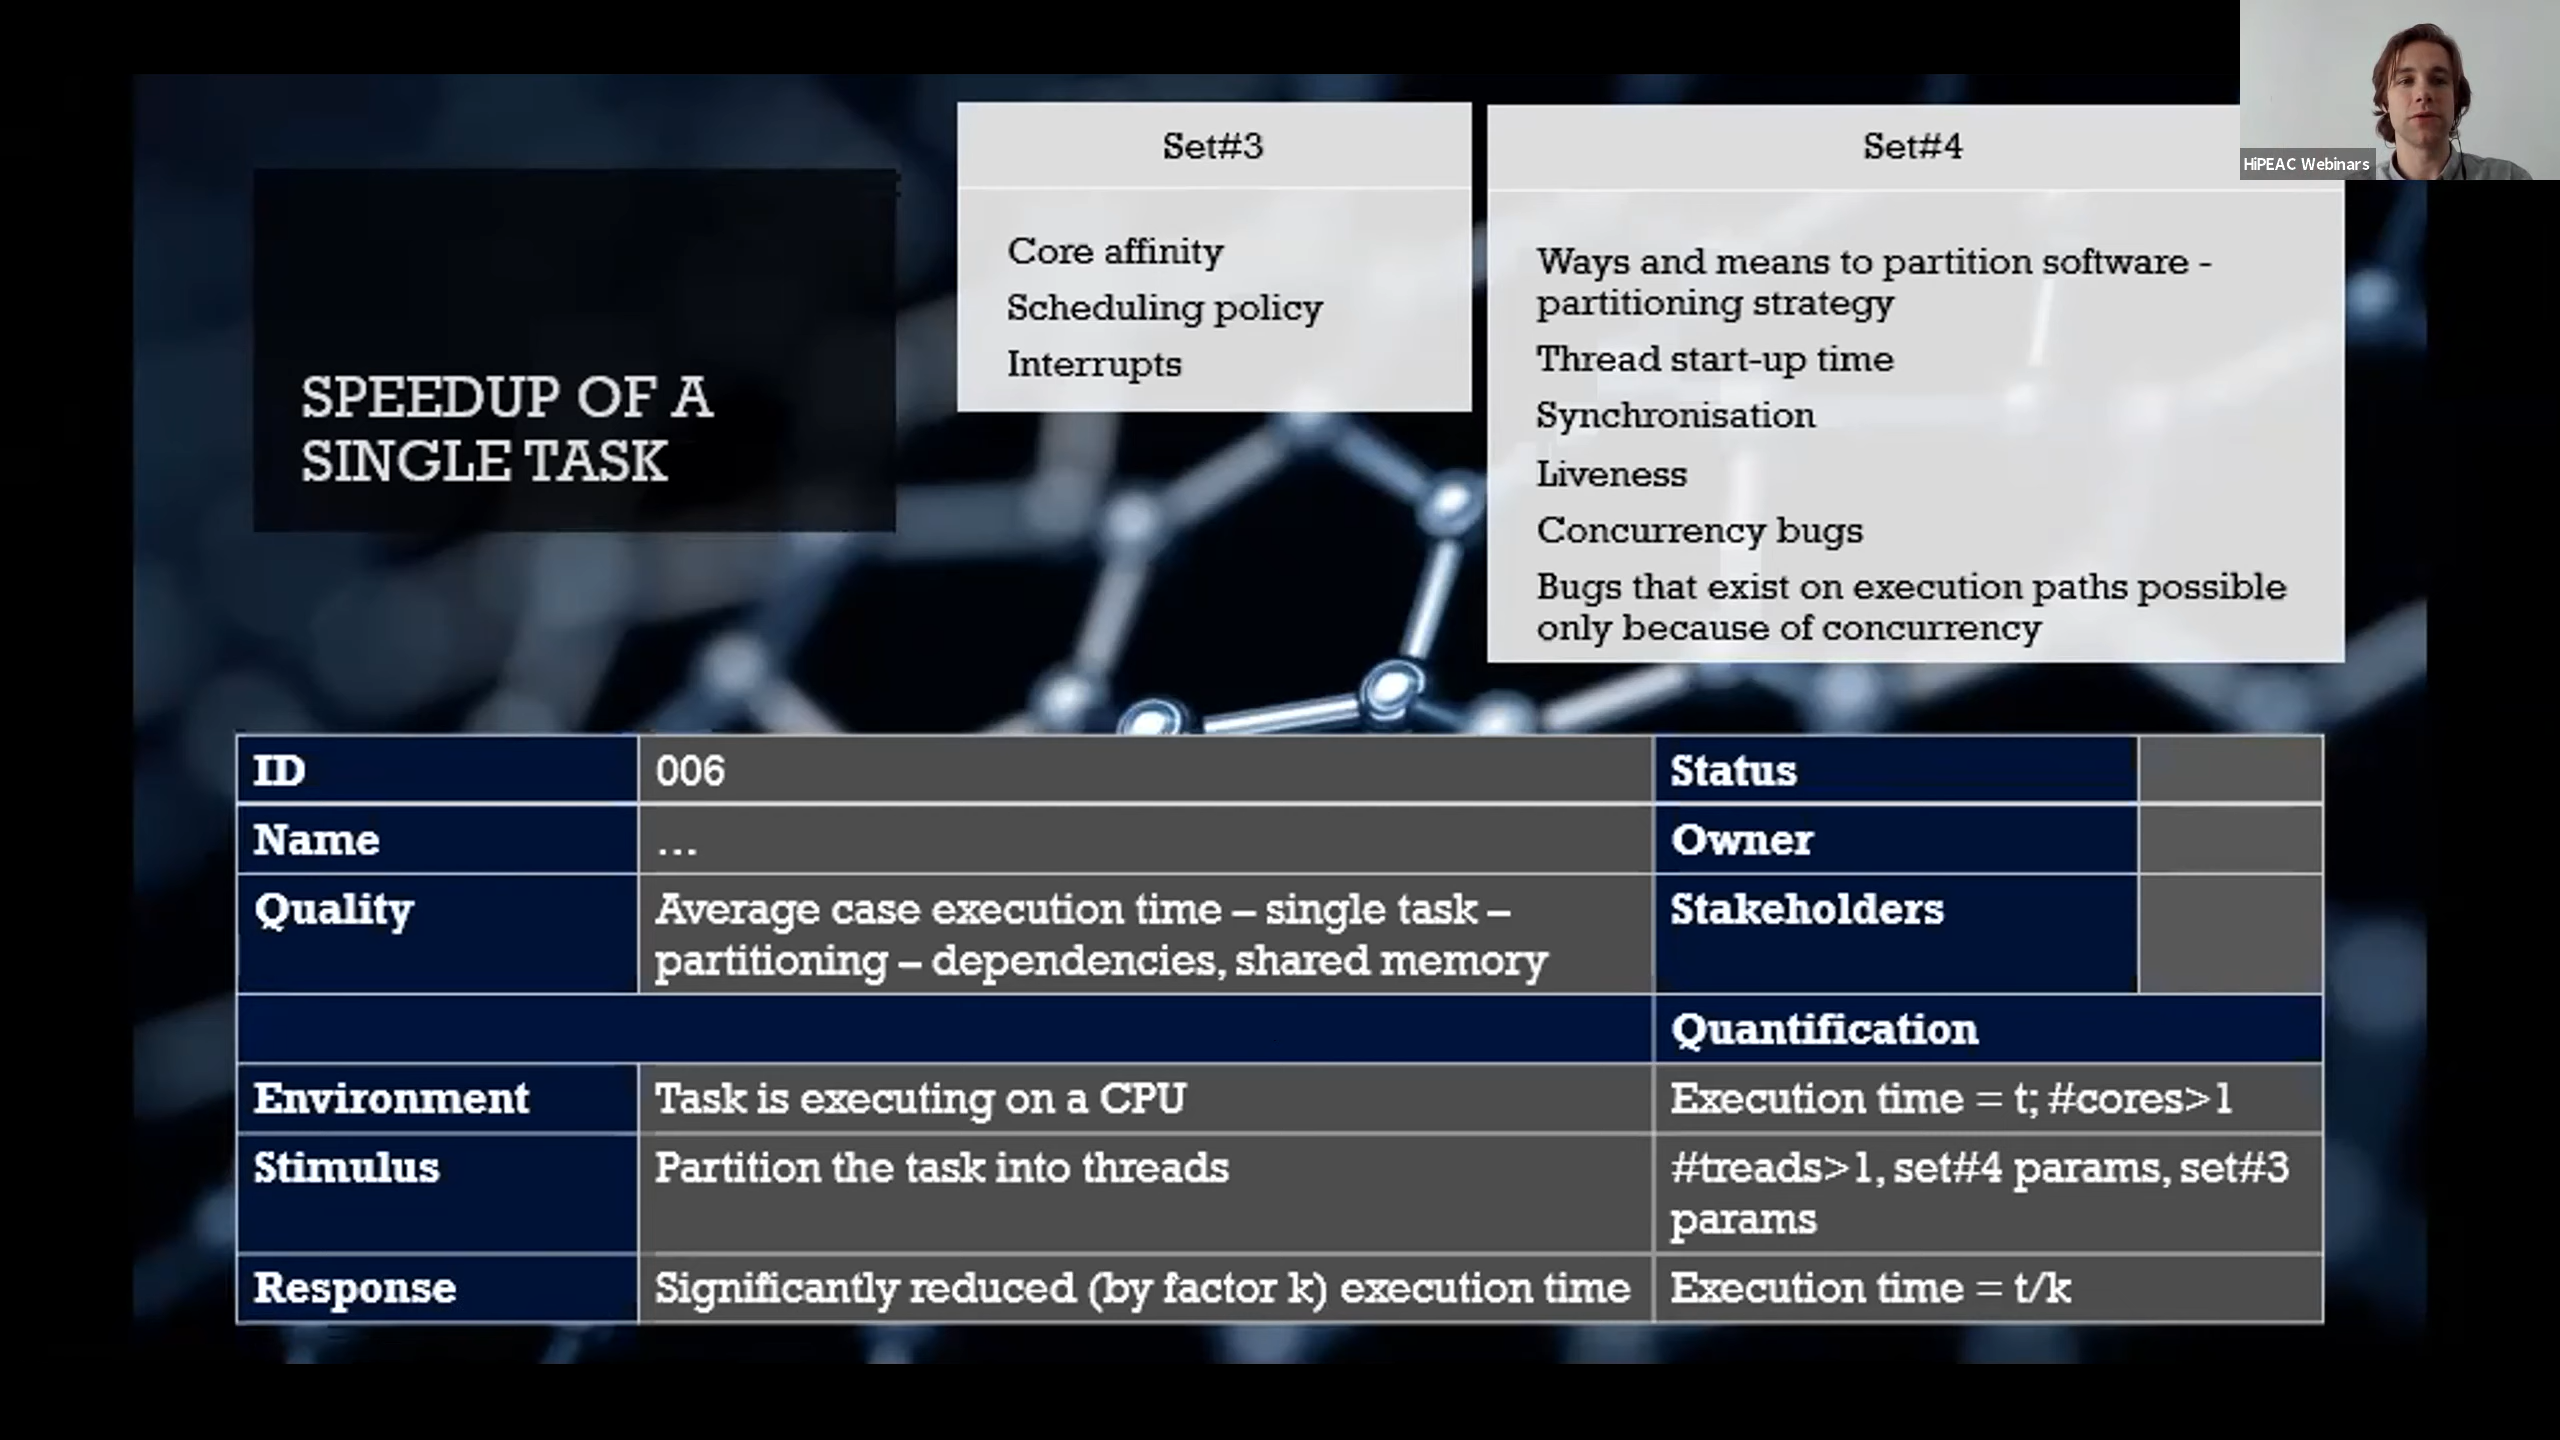 HiPEAC Webinars
SPEEDUP OF A
SINGLE TASK
Set#3
Core affinity
Scheduling policy
Interrupts
Set#4
Ways and means to partition software -
partitioning strategy
Thread start-up time
Synchronisation
Liveness
Concurrency bugs
Bugs that exist on execution paths possible
only because of concurrency
ID
006
Status
Name
...
Owner
Quality
Average case execution time – single task –
partitioning – dependencies, shared memory
Stakeholders
Quantification
Environment
Task is executing on a CPU
Execution time = t; #cores>1
Stimulus
Partition the task into threads
#treads>1, set#4 params, set#3
params
Response
Significantly reduced (by factor k) execution time
Execution time = t/k